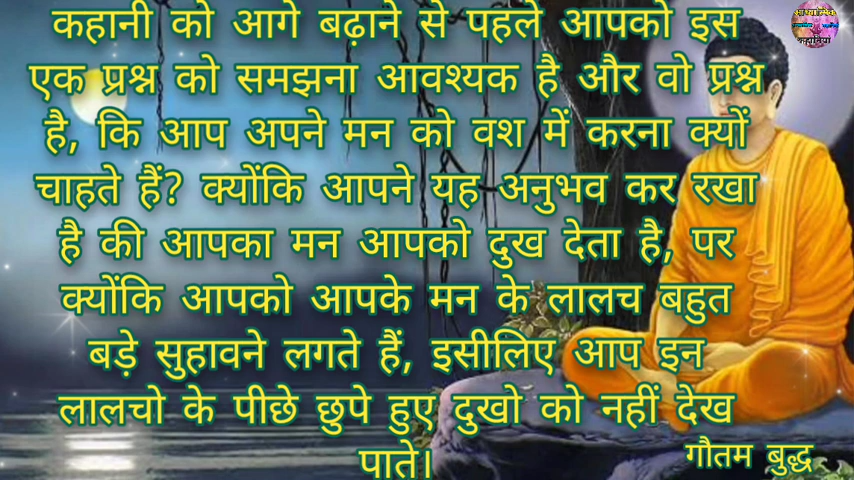 कहानी को आगे बढ़ाने से पहले आपको इस
एक प्रश्न को समझना आवश्यक है और वो प्रश्न
है, कि आप अपने मन को वश में करना क्यों
चाहते हैं? क्योंकि आपने यह अनुभव कर रखा
है की आपका मन आपको दुख देता है, पर
क्योंकि आपको आपके मन के लालच बहुत
बड़े सुहावने लगते हैं, इसीलिए आप इन
लालचो के पीछे छुपे हुए दुखो को नहीं देख
पाते।
गौतम बुद्ध